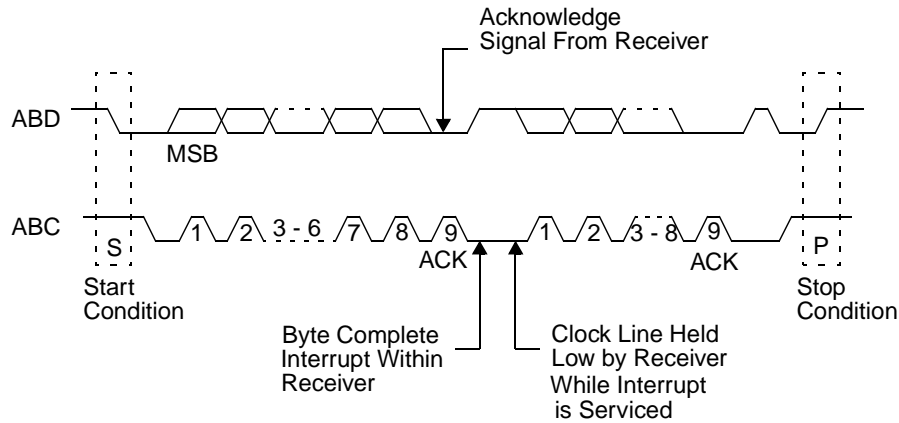 Acknowledge
Signal From Receiver
ABD
MSB
ABC
S
1
2
3 - 6
7
8
9
1
2
3 - 8
9
P
ACK
ACK
Start
Condition
Stop
Condition
Byte Complete
Interrupt Within
Receiver
Clock Line Held
Low by Receiver
While Interrupt
is Serviced